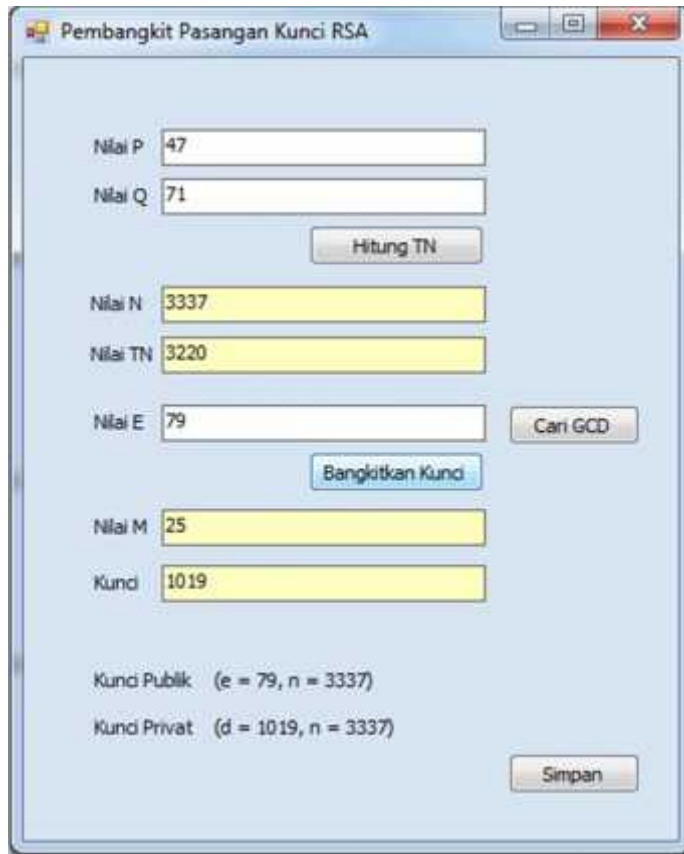 Pembangkit Pasangan Kunci RSA
Nilai P 47
Nilai Q 71
Hitung TN
Nilai N 3337
Nilai TN 3220
Nilai E 79 Cari GCD
Bangkitkan Kunci
Nilai M 25
Kunci 1019
Kunci Publik (e = 79, n = 3337)
Kunci Privat (d = 1019, n = 3337)
Simpan